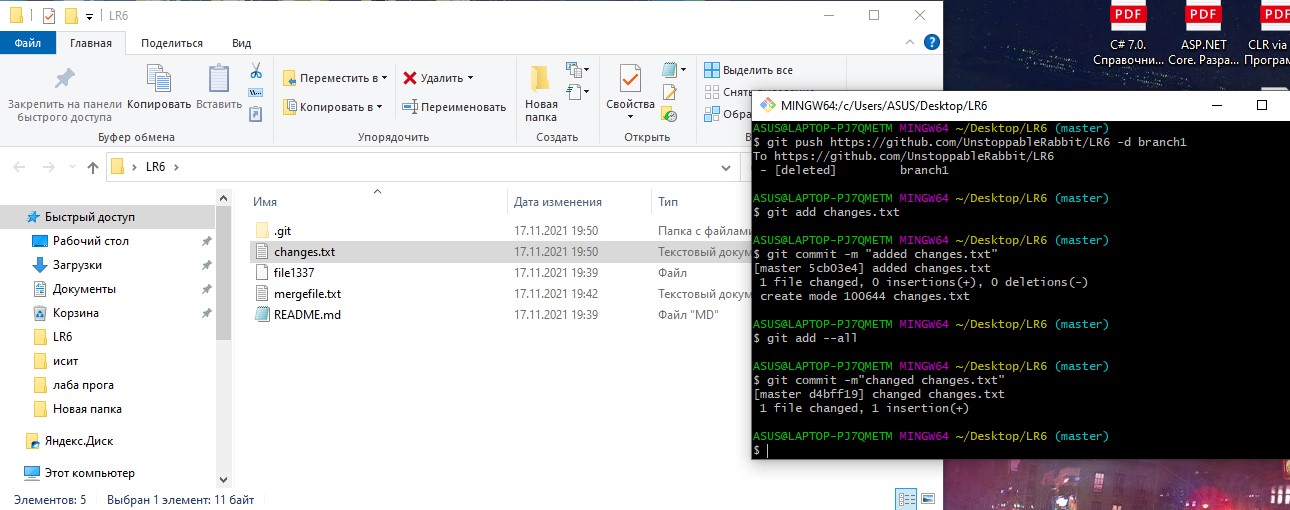 LR6
Файл Главная Поделиться Вид
Закрепить на панели быстрого доступа
Копировать
Вставить
Переместить в
Копировать в
Удалить
Переименовать
Новая папка
Свойства
Выделить все
Снять
Обра
Буфер обмена Упорядочить Создать Открыть
LR6
Быстрый доступ
Рабочий стол
Загрузки
Документы
Корзина
LR6
исит
лаба прога
Новая папка
Яндекс.Диск
Этот компьютер
Имя Дата изменения Тип
.git 17.11.2021 19:50 Папка с файлами
changes.txt 17.11.2021 19:50 Текстовый докум
file1337 17.11.2021 19:39 Файл
mergefile.txt 17.11.2021 19:42 Текстовый докум
README.md 17.11.2021 19:39 Файл "MD"
Элементов: 5 Выбран 1 элемент: 11 байт
PDF PDF PDF
C# 7.0. Справочни...
ASP.NET Core. Разра...
CLR via
Програм
MINGW64:/c/Users/ASUS/Desktop/LR6
ASUS@LAPTOP-PJ7QMETM MINGW64 ~/Desktop/LR6 (master)
$ git push https://github.com/UnstoppableRabbit/LR6 -d branch1
To https://github.com/UnstoppableRabbit/LR6
- [deleted] branch1
ASUS@LAPTOP-PJ7QMETM MINGW64 ~/Desktop/LR6 (master)
$ git add changes.txt
ASUS@LAPTOP-PJ7QMETM MINGW64 ~/Desktop/LR6 (master)
$ git commit -m "added changes.txt"
[master 5cb03e4] added changes.txt
1 file changed, 0 insertions(+), 0 deletions(-)
create mode 100644 changes.txt
ASUS@LAPTOP-PJ7QMETM MINGW64 ~/Desktop/LR6 (master)
$ git add --all
ASUS@LAPTOP-PJ7QMETM MINGW64 ~/Desktop/LR6 (master)
$ git commit -m"changed changes.txt"
[master d4bff19] changed changes.txt
1 file changed, 1 insertion(+)
ASUS@LAPTOP-PJ7QMETM MINGW64 ~/Desktop/LR6 (master)
$